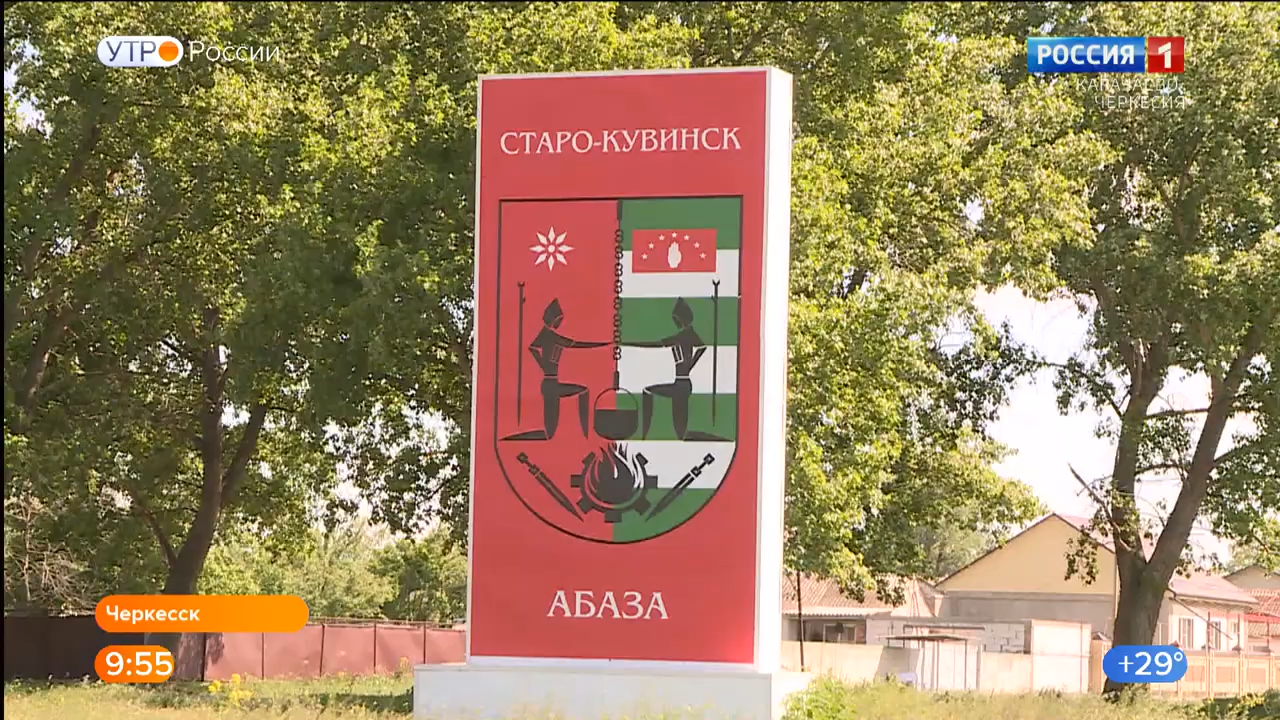 УТРО России
РОССИЯ 1
КАРАЧАЕВО-
ЧЕРКЕСИЯ
СТАРО-КУВИНСК
АБАЗА
Черкесск
9:55
+29°